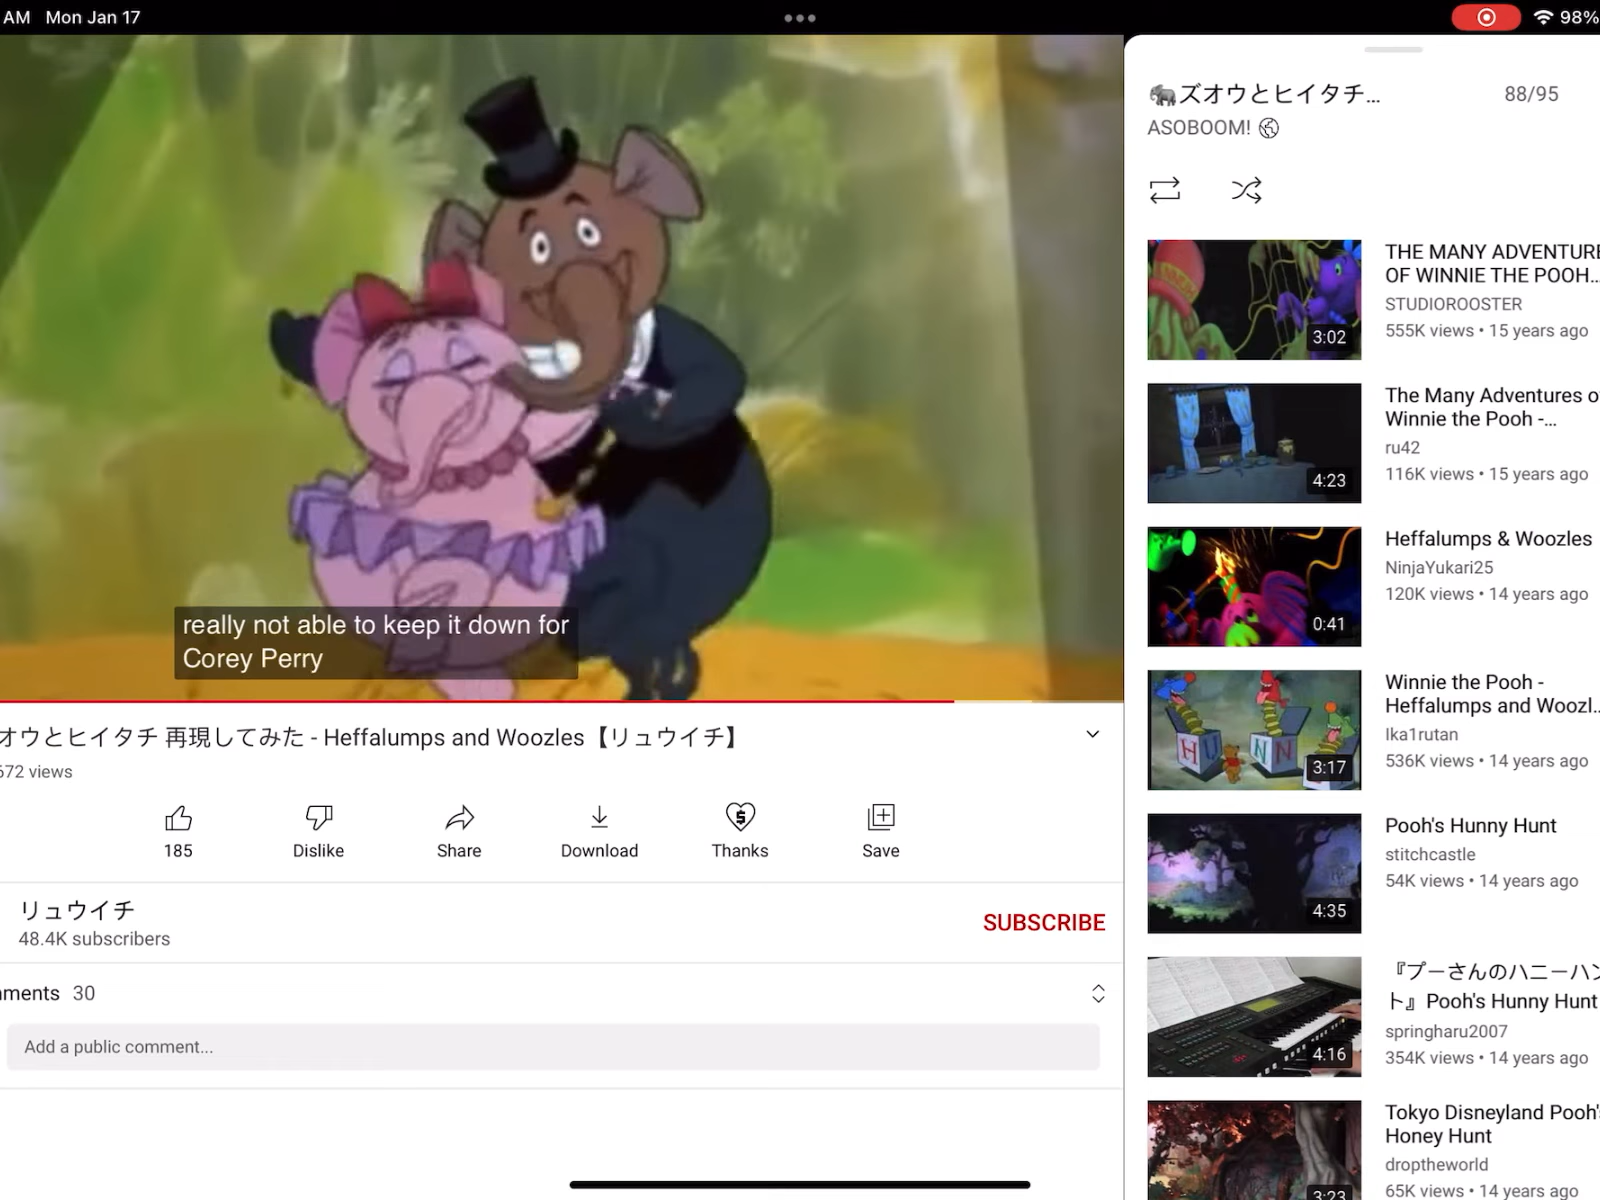 AM Mon Jan 17
98%
really not able to keep it down for
Corey Perry
オウとヒイタチ 再現してみた - Heffalumps and Woozles【リュウイチ】
672 views
185
Dislike
Share
Download
Thanks
Save
リュウイチ
48.4K subscribers
SUBSCRIBE
ments 30
Add a public comment...
🐘ズオウとヒイタチ...
88/95
ASOBOOM!
3:02
THE MANY ADVENTURE
OF WINNIE THE POOH...
STUDIOROOSTER
555K views • 15 years ago
4:23
The Many Adventures o
Winnie the Pooh -...
ru42
116K views • 15 years ago
0:41
Heffalumps & Woozles
NinjaYukari25
120K views • 14 years ago
HUNN
3:17
Winnie the Pooh -
Heffalumps and Woozl...
Ika1rutan
536K views • 14 years ago
4:35
Pooh's Hunny Hunt
stitchcastle
54K views • 14 years ago
4:16
『プーさんのハニーハン
ト』Pooh's Hunny Hunt
springharu2007
354K views • 14 years ago
3:23
Tokyo Disneyland Pooh's
Honey Hunt
droptheworld
65K views • 14 years ago